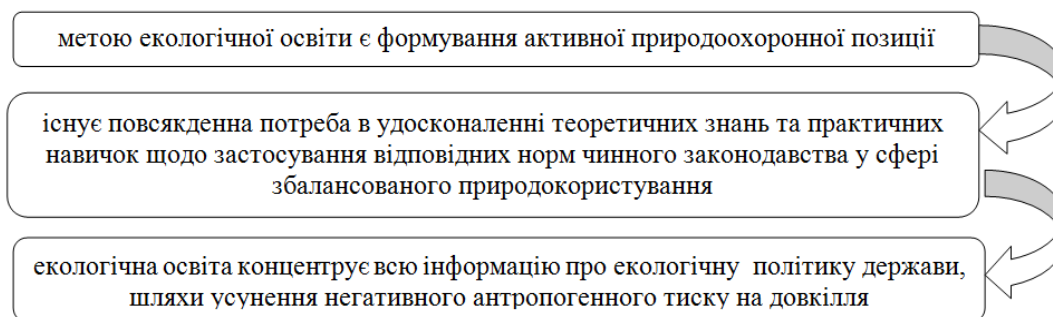 метою екологічної освіти є формування активної природоохоронної позиції
існує повсякденна потреба в удосконаленні теоретичних знань та практичних
навичок щодо застосування відповідних норм чинного законодавства у сфері
збалансованого природокористування
екологічна освіта концентрує всю інформацію про екологічну політику держави,
шляхи усунення негативного антропогенного тиску на довкілля